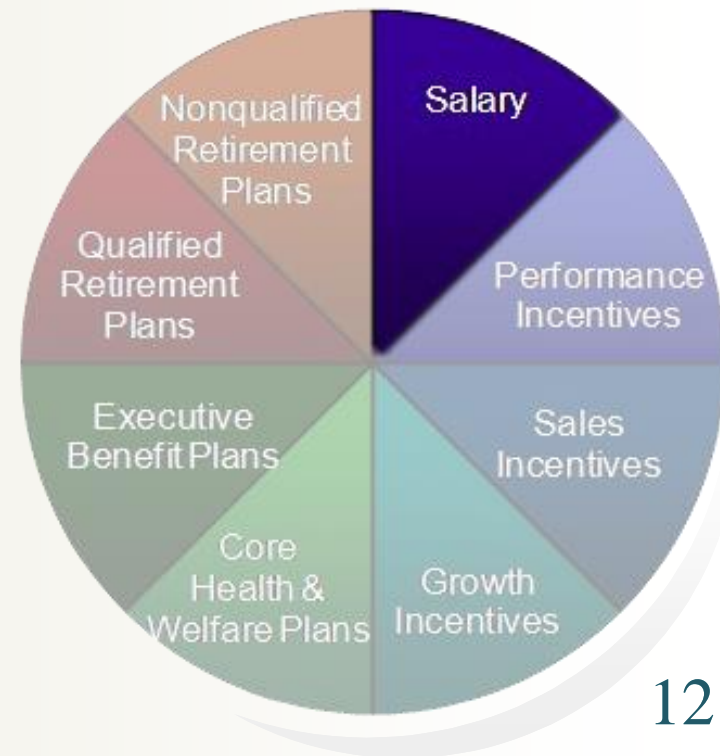 Salary
Performance
Incentives
Sales
Incentives
Growth
Incentives
Core
Health &
Welfare Plans
Executive
Benefit Plans
Qualified
Retirement
Plans
Nonqualified
Retirement
Plans
12